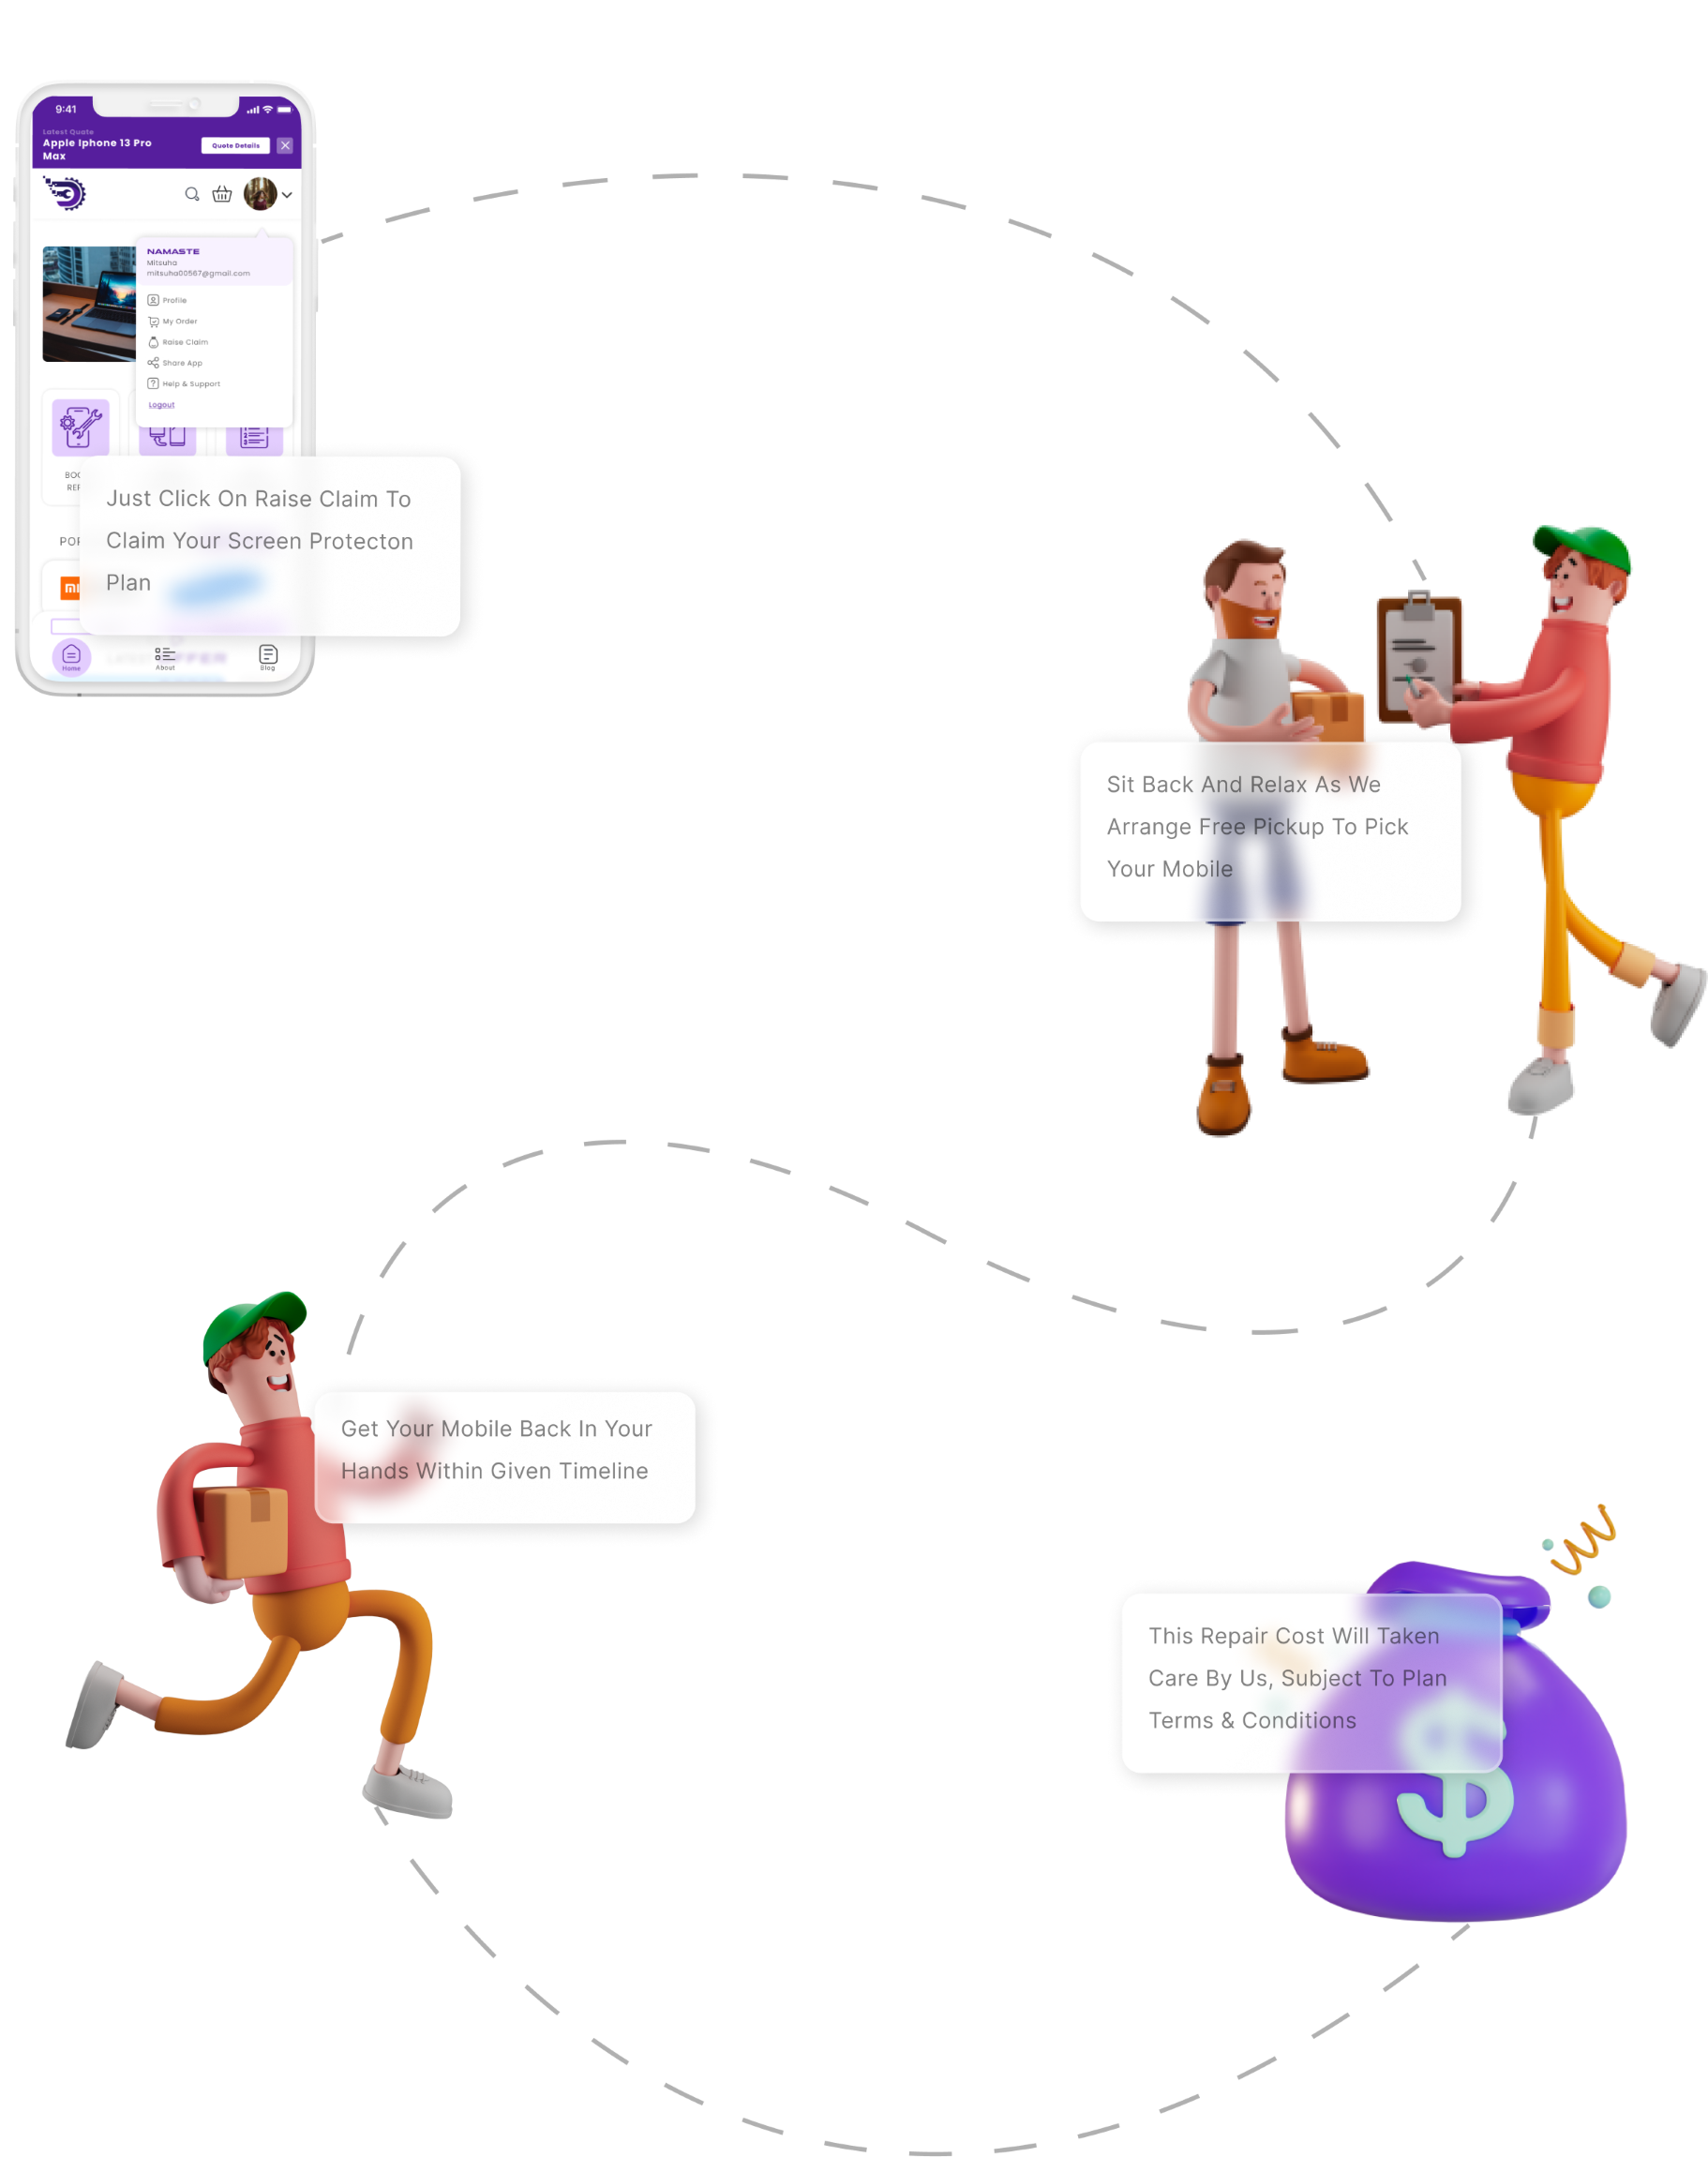 9:41
Latest Quote
Apple Iphone 13 Pro
Max
Quote Details
NAMASTE
Mitsuha
mitsuha00567@gmail.com
Profile
My Order
Raise Claim
Share App
Help & Support
Logout
Just Click On Raise Claim To
Claim Your Screen Protecton
Plan
Home
About
Blog
Sit Back And Relax As We
Arrange Free Pickup To Pick
Your Mobile
Get Your Mobile Back In Your
Hands Within Given Timeline
This Repair Cost Will Taken
Care By Us, Subject To Plan
Terms & Conditions
$